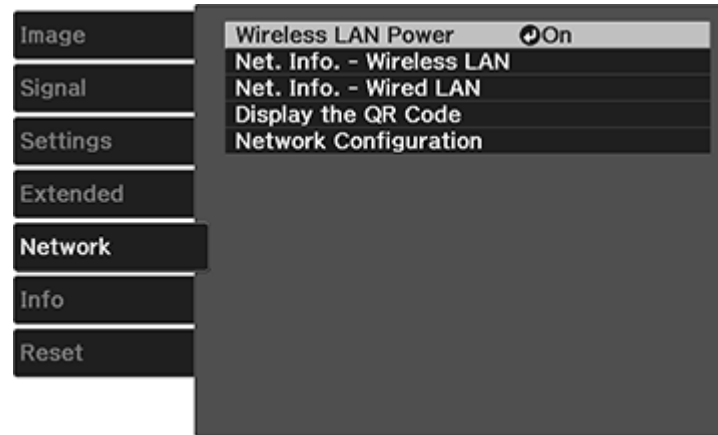 Image
Signal
Settings
Extended
Network
Info
Reset
Wireless LAN Power On
Net. Info. - Wireless LAN
Net. Info. - Wired LAN
Display the QR Code
Network Configuration